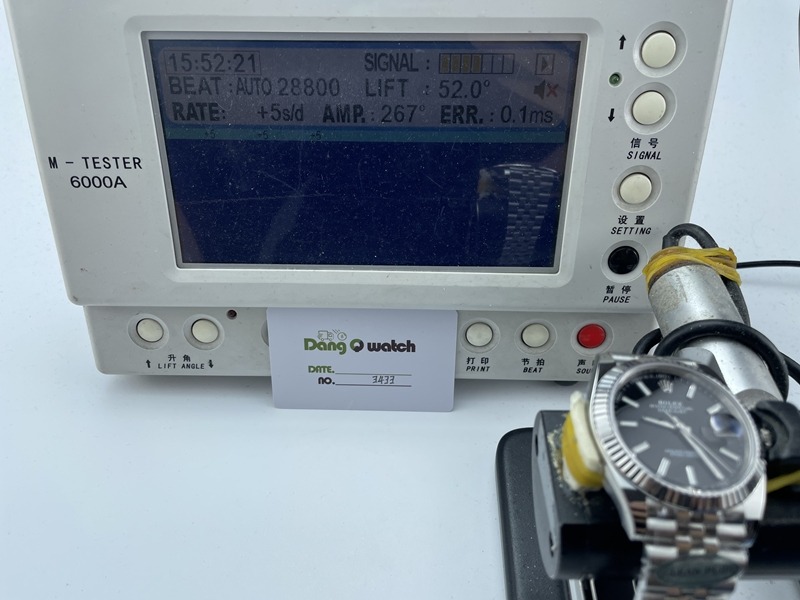 15:52:21 SIGNAL :
BEAT : AUTO 28800 LIFT : 52.0°
RATE: +5s/d AMP. : 267° ERR. : 0.1ms
+5 +5
M - TESTER
6000A
信 号
SIGNAL
设 置
SETTING
暂 停
PAUSE
升 角
LIFT ANGLE
打 印
PRINT
节 拍
BEAT
Dang watch
DATE.
NO. 3433
ROLEX